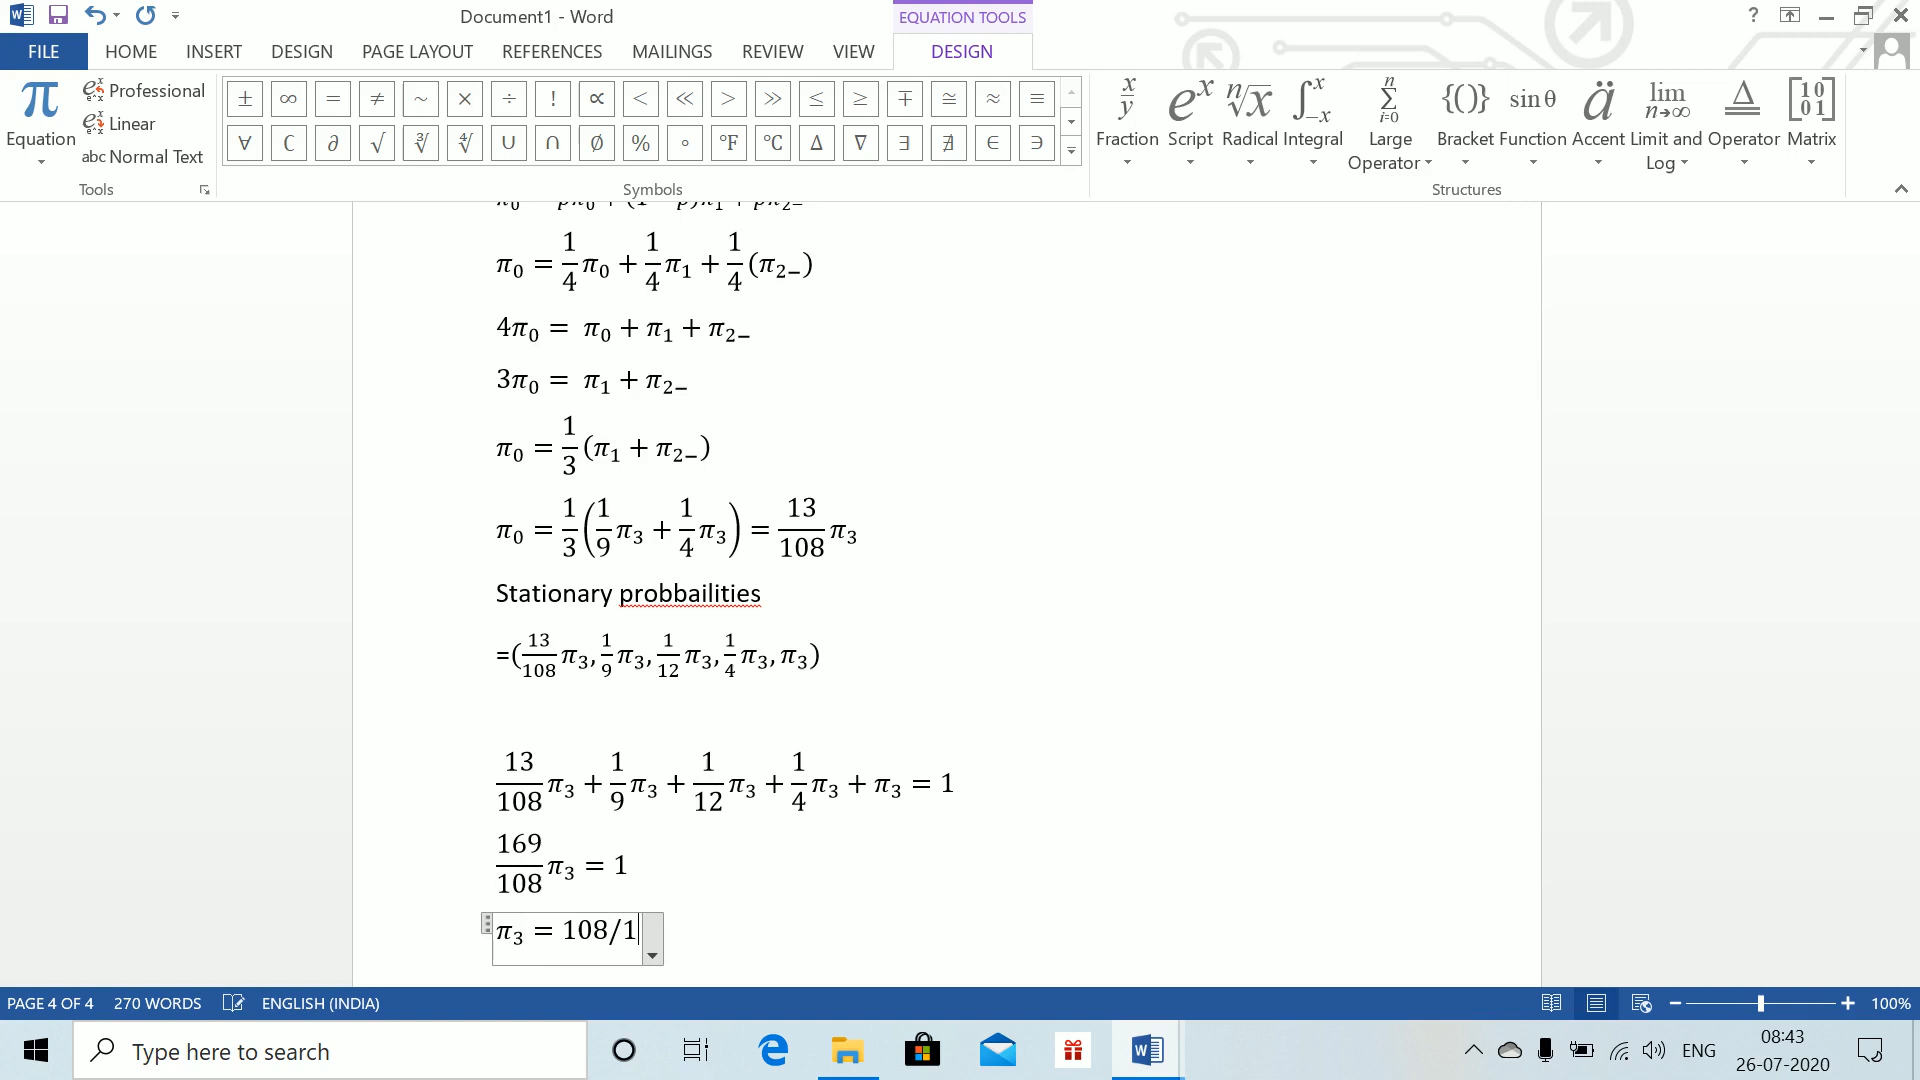 Document1 - Word
EQUATION TOOLS
?
FILE HOME INSERT DESIGN PAGE LAYOUT REFERENCES MAILINGS REVIEW VIEW DESIGN
π Equation
Professional
Linear
abc Normal Text
Tools
± ∞ = ≠ ~ × ÷ ! ∝ < ≪ > ≫ ≤ ≥ ∓ ≅ ≈ ≡
∀ ∁ ∂ √ ∛ ∜ ∪ ∩ ∅ % ° °F °C ∆ ∇ ∃ ∄ ∈ ∋
Symbols
Fraction Script Radical Integral Large Operator Bracket Function Accent Limit and Log Operator Matrix
Structures
π₀ = 1/4 π₀ + 1/4 π₁ + 1/4 (π₂₋)
4π₀ = π₀ + π₁ + π₂₋
3π₀ = π₁ + π₂₋
π₀ = 1/3 (π₁ + π₂₋)
π₀ = 1/3 (1/9 π₃ + 1/4 π₃) = 13/108 π₃
Stationary probbailities
=(13/108 π₃, 1/9 π₃, 1/12 π₃, 1/4 π₃, π₃)
13/108 π₃ + 1/9 π₃ + 1/12 π₃ + 1/4 π₃ + π₃ = 1
169/108 π₃ = 1
π₃ = 108/1
PAGE 4 OF 4 270 WORDS ENGLISH (INDIA) 100%
Type here to search
ENG
08:43
26-07-2020